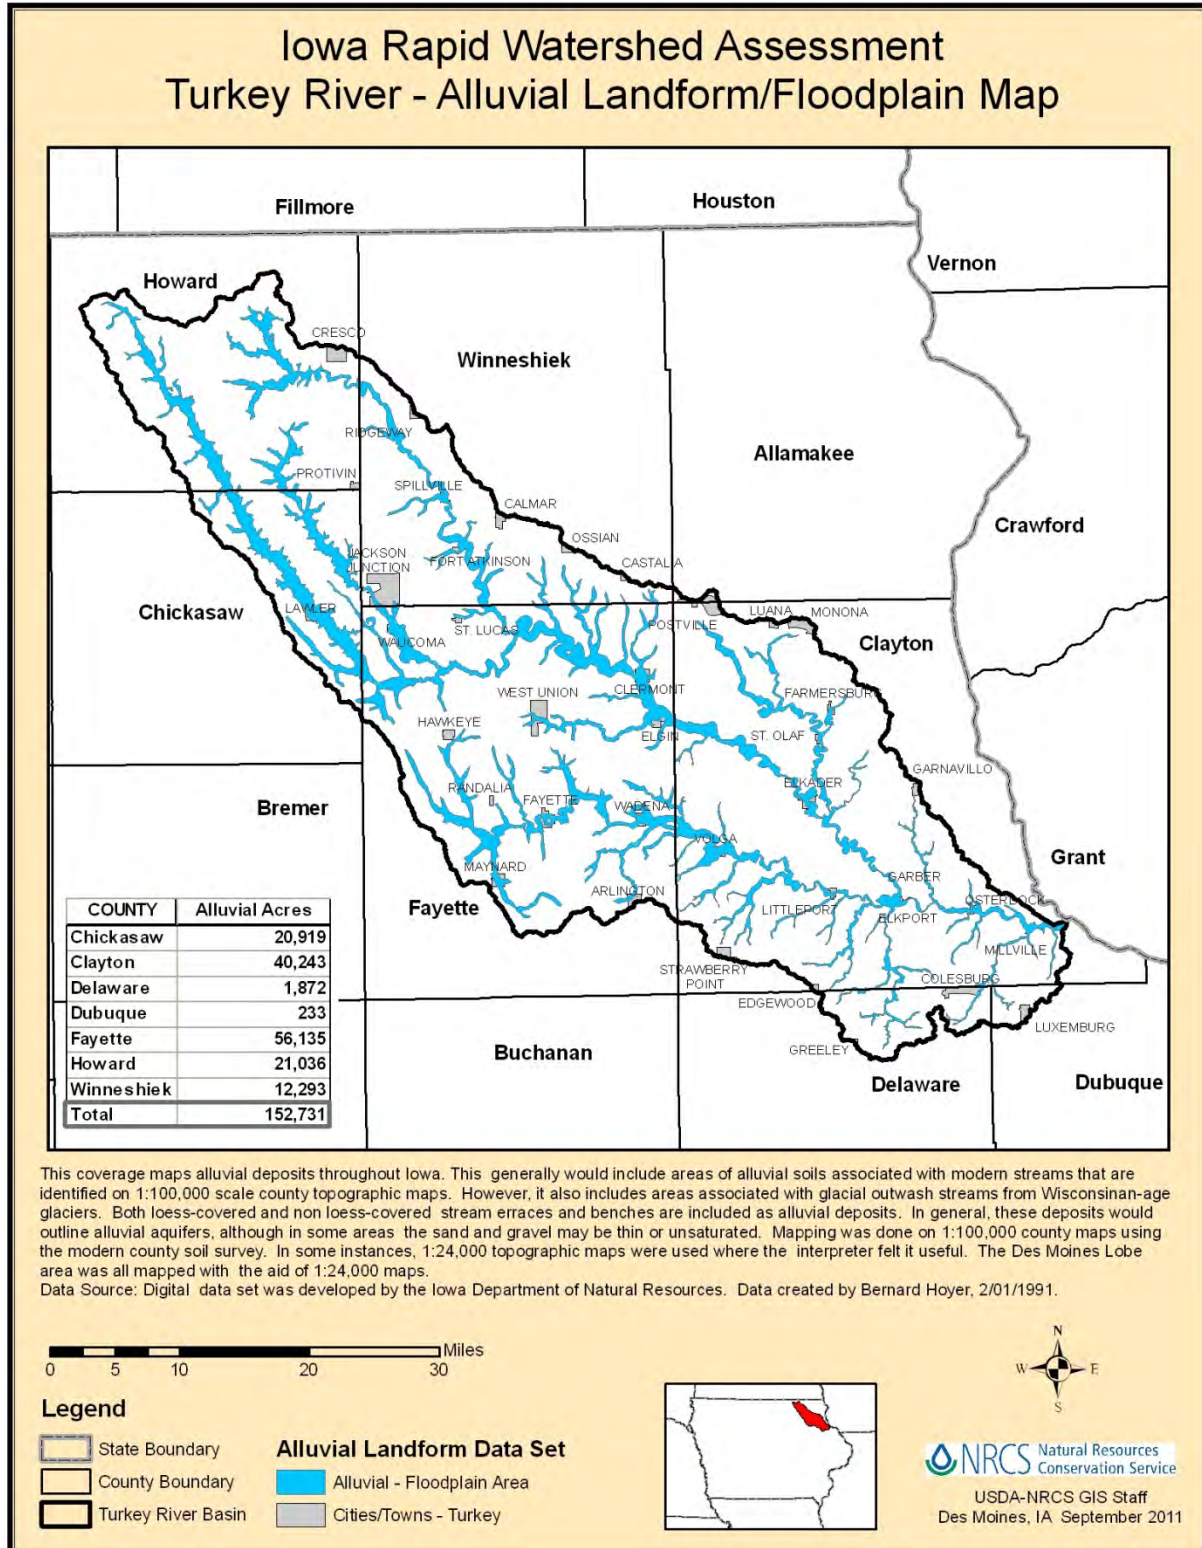 Iowa Rapid Watershed Assessment
Turkey River - Alluvial Landform/Floodplain Map
Fillmore
Houston
Vernon
Howard
CRESCO
Winneshiek
RIDGEWAY
Allamakee
PROTIVIN
SPILLVILLE
CALMAR
Crawford
OSSIAN
JACKSON
JUNCTION
FORT ATKINSON
CASTALIA
Chickasaw
LAWLER
WAUCOMA
ST. LUCAS
POSTVILLE
LUANA
MONONA
Clayton
WEST UNION
CLERMONT
FARMERSBURG
HAWKEYE
ELGIN
ST. OLAF
GARNAVILLO
Bremer
RANDALIA
FAYETTE
WADENA
ELKADER
VOLGA
Grant
MAYNARD
ARLINGTON
GARBER
Fayette
LITTLEPORT
ELKPORT
OSTERDOCK
MILLVILLE
STRAWBERRY
POINT
COLESBURG
EDGEWOOD
LUXEMBURG
GREELEY
Buchanan
Delaware
Dubuque
COUNTY Alluvial Acres
Chickasaw 20,919
Clayton 40,243
Delaware 1,872
Dubuque 233
Fayette 56,135
Howard 21,036
Winneshiek 12,293
Total 152,731
This coverage maps alluvial deposits throughout Iowa. This generally would include areas of alluvial soils associated with modern streams that are
identified on 1:100,000 scale county topographic maps. However, it also includes areas associated with glacial outwash streams from Wisconsinan-age
glaciers. Both loess-covered and non loess-covered stream erraces and benches are included as alluvial deposits. In general, these deposits would
outline alluvial aquifers, although in some areas the sand and gravel may be thin or unsaturated. Mapping was done on 1:100,000 county maps using
the modern county soil survey. In some instances, 1:24,000 topographic maps were used where the interpreter felt it useful. The Des Moines Lobe
area was all mapped with the aid of 1:24,000 maps.
Data Source: Digital data set was developed by the Iowa Department of Natural Resources. Data created by Bernard Hoyer, 2/01/1991.
Miles
0 5 10 20 30
N
W E
S
Legend
State Boundary
County Boundary
Turkey River Basin
Alluvial Landform Data Set
Alluvial - Floodplain Area
Cities/Towns - Turkey
NRCS Natural Resources
Conservation Service
USDA-NRCS GIS Staff
Des Moines, IA September 2011